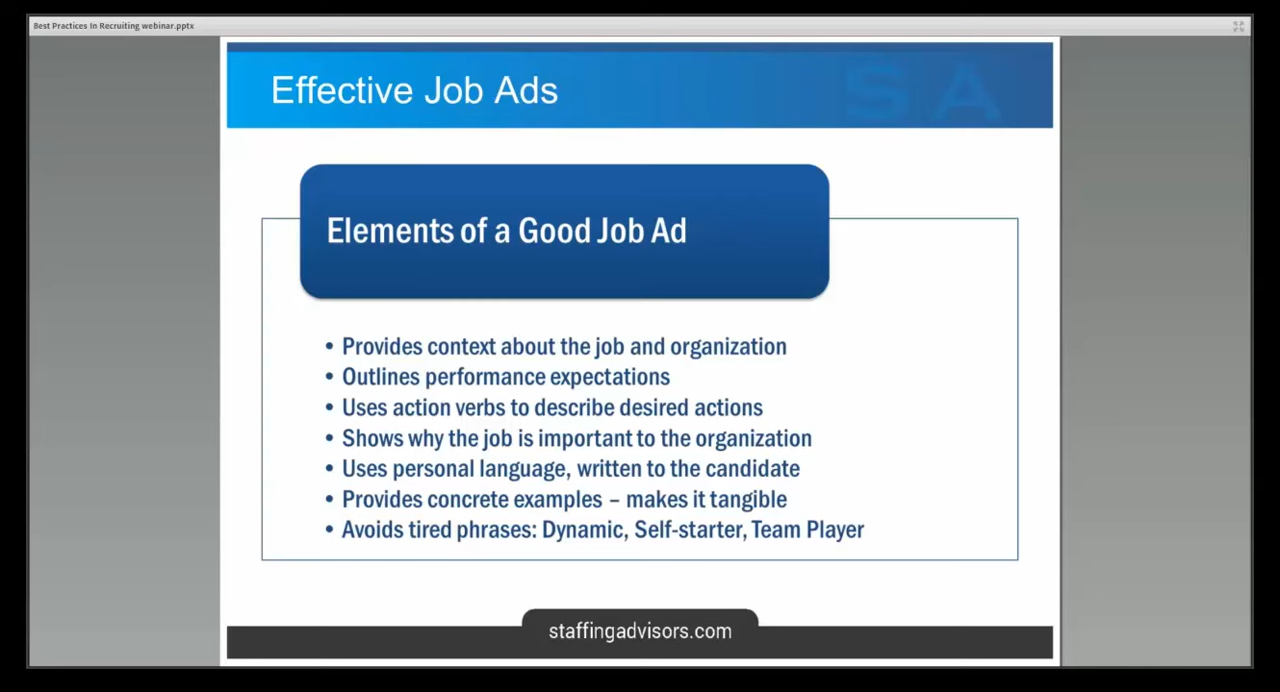 Best Practices In Recruiting webinar.pptx
Effective Job Ads
S A
Elements of a Good Job Ad
• Provides context about the job and organization
• Outlines performance expectations
• Uses action verbs to describe desired actions
• Shows why the job is important to the organization
• Uses personal language, written to the candidate
• Provides concrete examples – makes it tangible
• Avoids tired phrases: Dynamic, Self-starter, Team Player
staffingadvisors.com